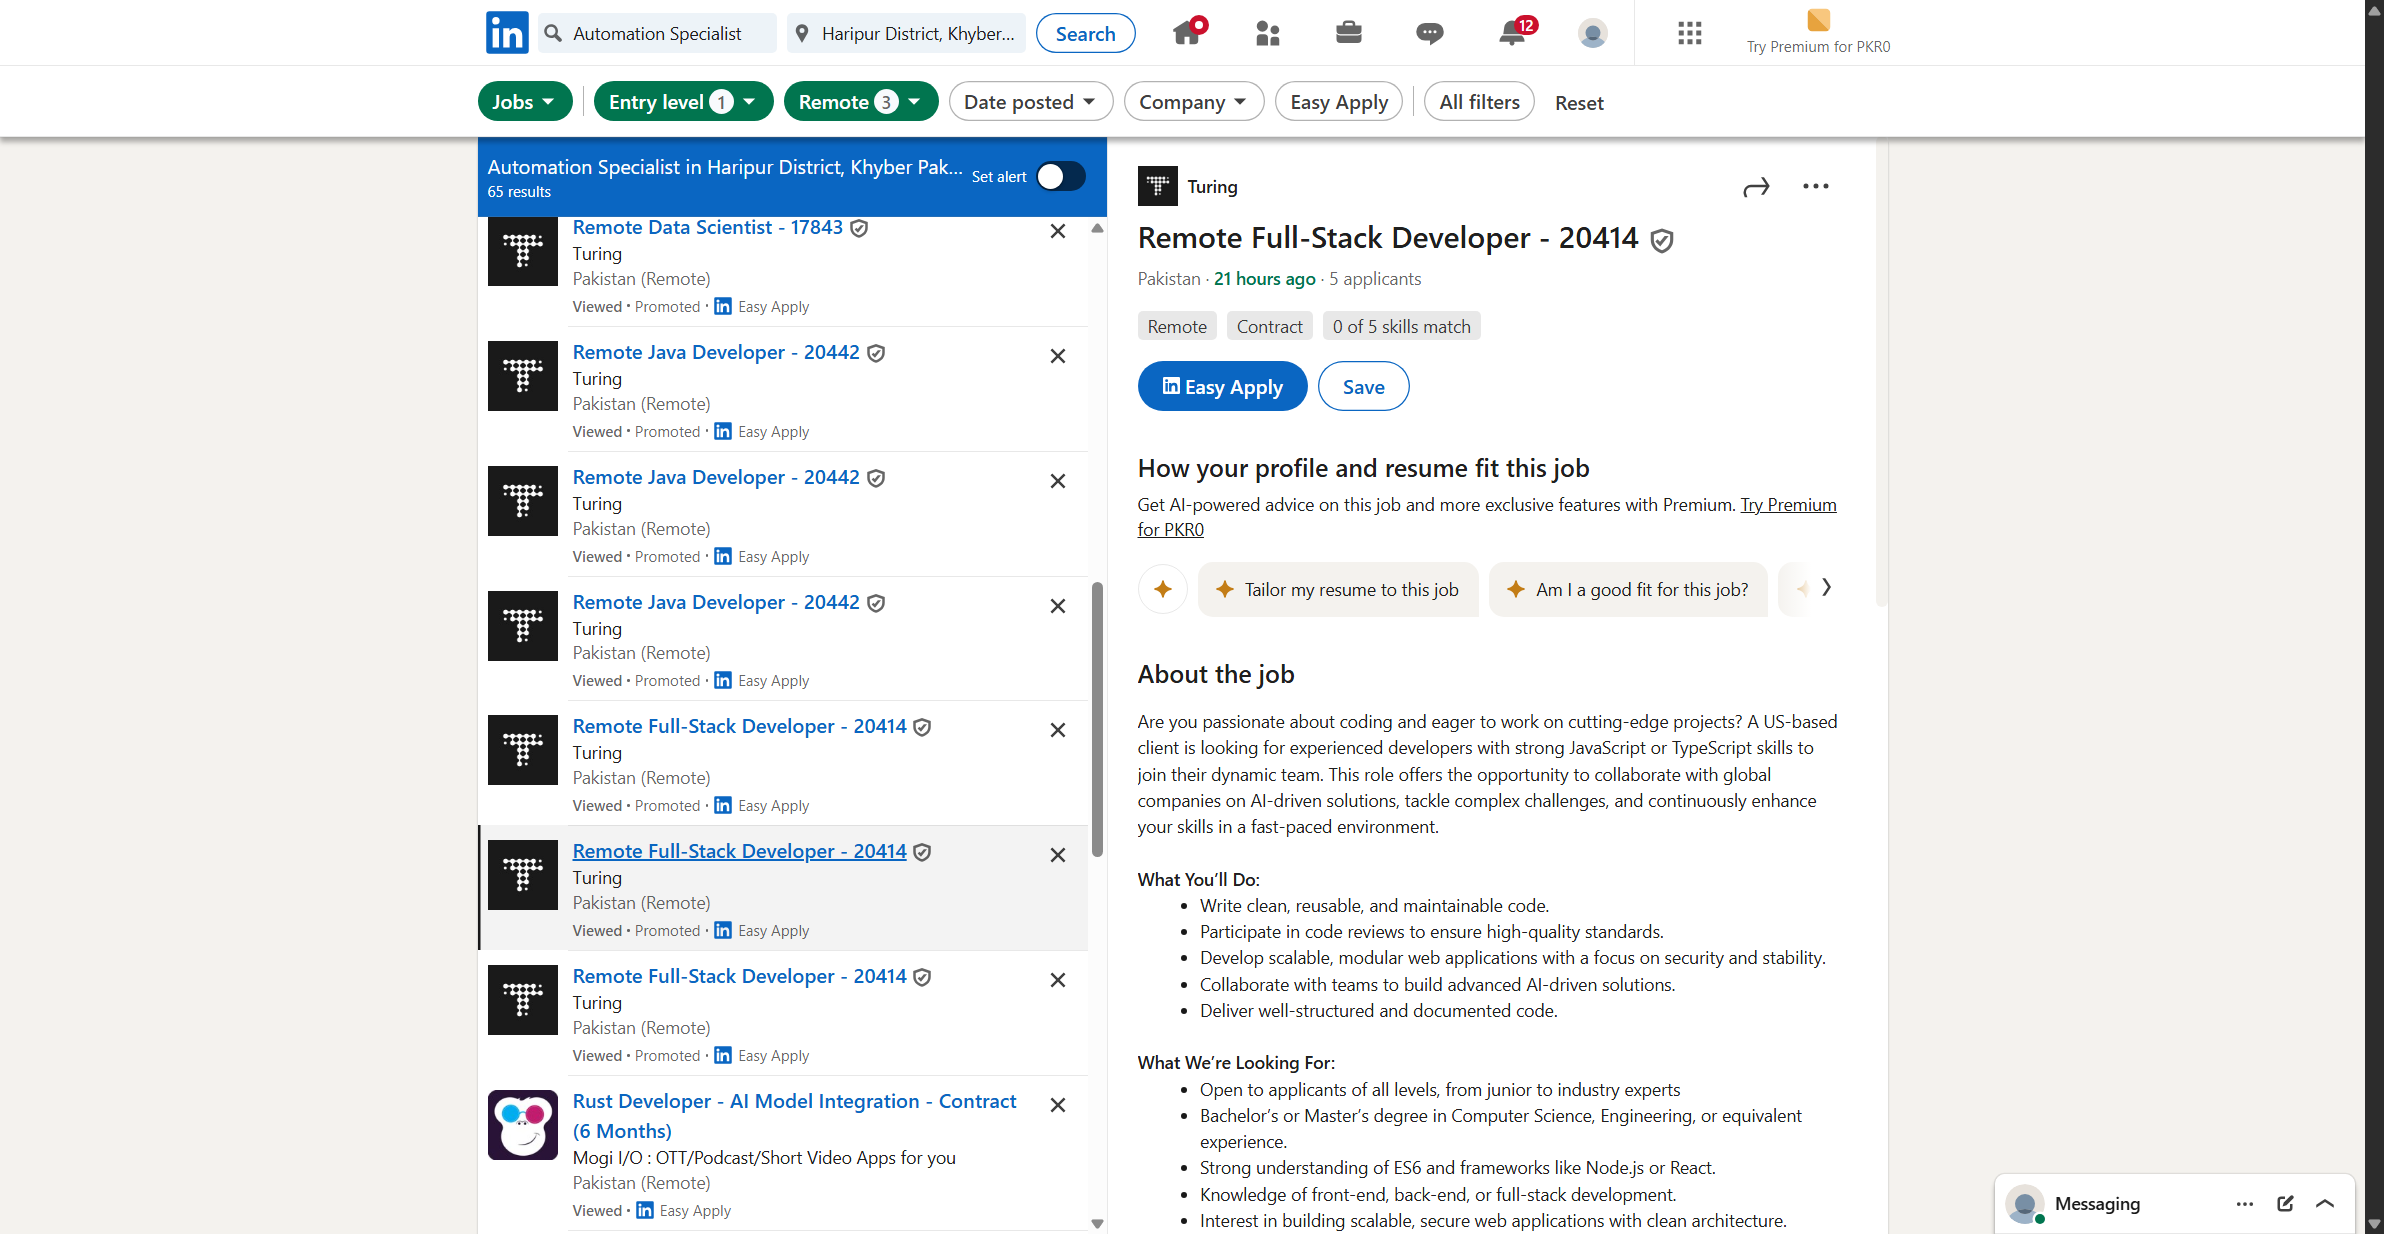 in
Automation Specialist
Haripur District, Khyber...
Search
12
Try Premium for PKR0
Jobs
Entry level 1
Remote 3
Date posted
Company
Easy Apply
All filters
Reset
Automation Specialist in Haripur District, Khyber Pak...
65 results
Set alert
Remote Data Scientist - 17843
Turing
Pakistan (Remote)
Viewed • Promoted • in Easy Apply
Remote Java Developer - 20442
Turing
Pakistan (Remote)
Viewed • Promoted • in Easy Apply
Remote Java Developer - 20442
Turing
Pakistan (Remote)
Viewed • Promoted • in Easy Apply
Remote Java Developer - 20442
Turing
Pakistan (Remote)
Viewed • Promoted • in Easy Apply
Remote Full-Stack Developer - 20414
Turing
Pakistan (Remote)
Viewed • Promoted • in Easy Apply
Remote Full-Stack Developer - 20414
Turing
Pakistan (Remote)
Viewed • Promoted • in Easy Apply
Remote Full-Stack Developer - 20414
Turing
Pakistan (Remote)
Viewed • Promoted • in Easy Apply
Rust Developer - AI Model Integration - Contract
(6 Months)
Mogi I/O : OTT/Podcast/Short Video Apps for you
Pakistan (Remote)
Viewed • in Easy Apply
Turing
Remote Full-Stack Developer - 20414
Pakistan · 21 hours ago · 5 applicants
Remote
Contract
0 of 5 skills match
in Easy Apply
Save
How your profile and resume fit this job
Get AI-powered advice on this job and more exclusive features with Premium. Try Premium
for PKR0
Tailor my resume to this job
Am I a good fit for this job?
About the job
Are you passionate about coding and eager to work on cutting-edge projects? A US-based
client is looking for experienced developers with strong JavaScript or TypeScript skills to
join their dynamic team. This role offers the opportunity to collaborate with global
companies on AI-driven solutions, tackle complex challenges, and continuously enhance
your skills in a fast-paced environment.
What You’ll Do:
• Write clean, reusable, and maintainable code.
• Participate in code reviews to ensure high-quality standards.
• Develop scalable, modular web applications with a focus on security and stability.
• Collaborate with teams to build advanced AI-driven solutions.
• Deliver well-structured and documented code.
What We’re Looking For:
• Open to applicants of all levels, from junior to industry experts
• Bachelor’s or Master’s degree in Computer Science, Engineering, or equivalent
experience.
• Strong understanding of ES6 and frameworks like Node.js or React.
• Knowledge of front-end, back-end, or full-stack development.
• Interest in building scalable, secure web applications with clean architecture.
Messaging